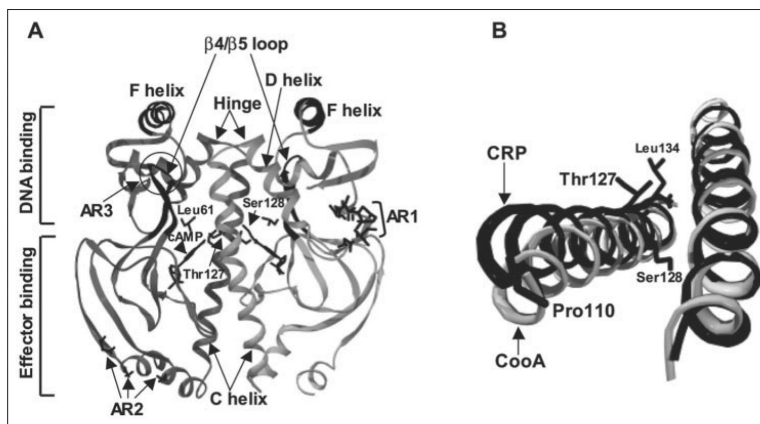 A
β4/β5 loop
D helix
F helix
Hinge
F helix
DNA binding
AR3
Leu61
Ser128
AR1
cAMP
Thr127
Effector binding
AR2
C helix
B
CRP
Leu134
Thr127
Ser128
Pro110
CooA